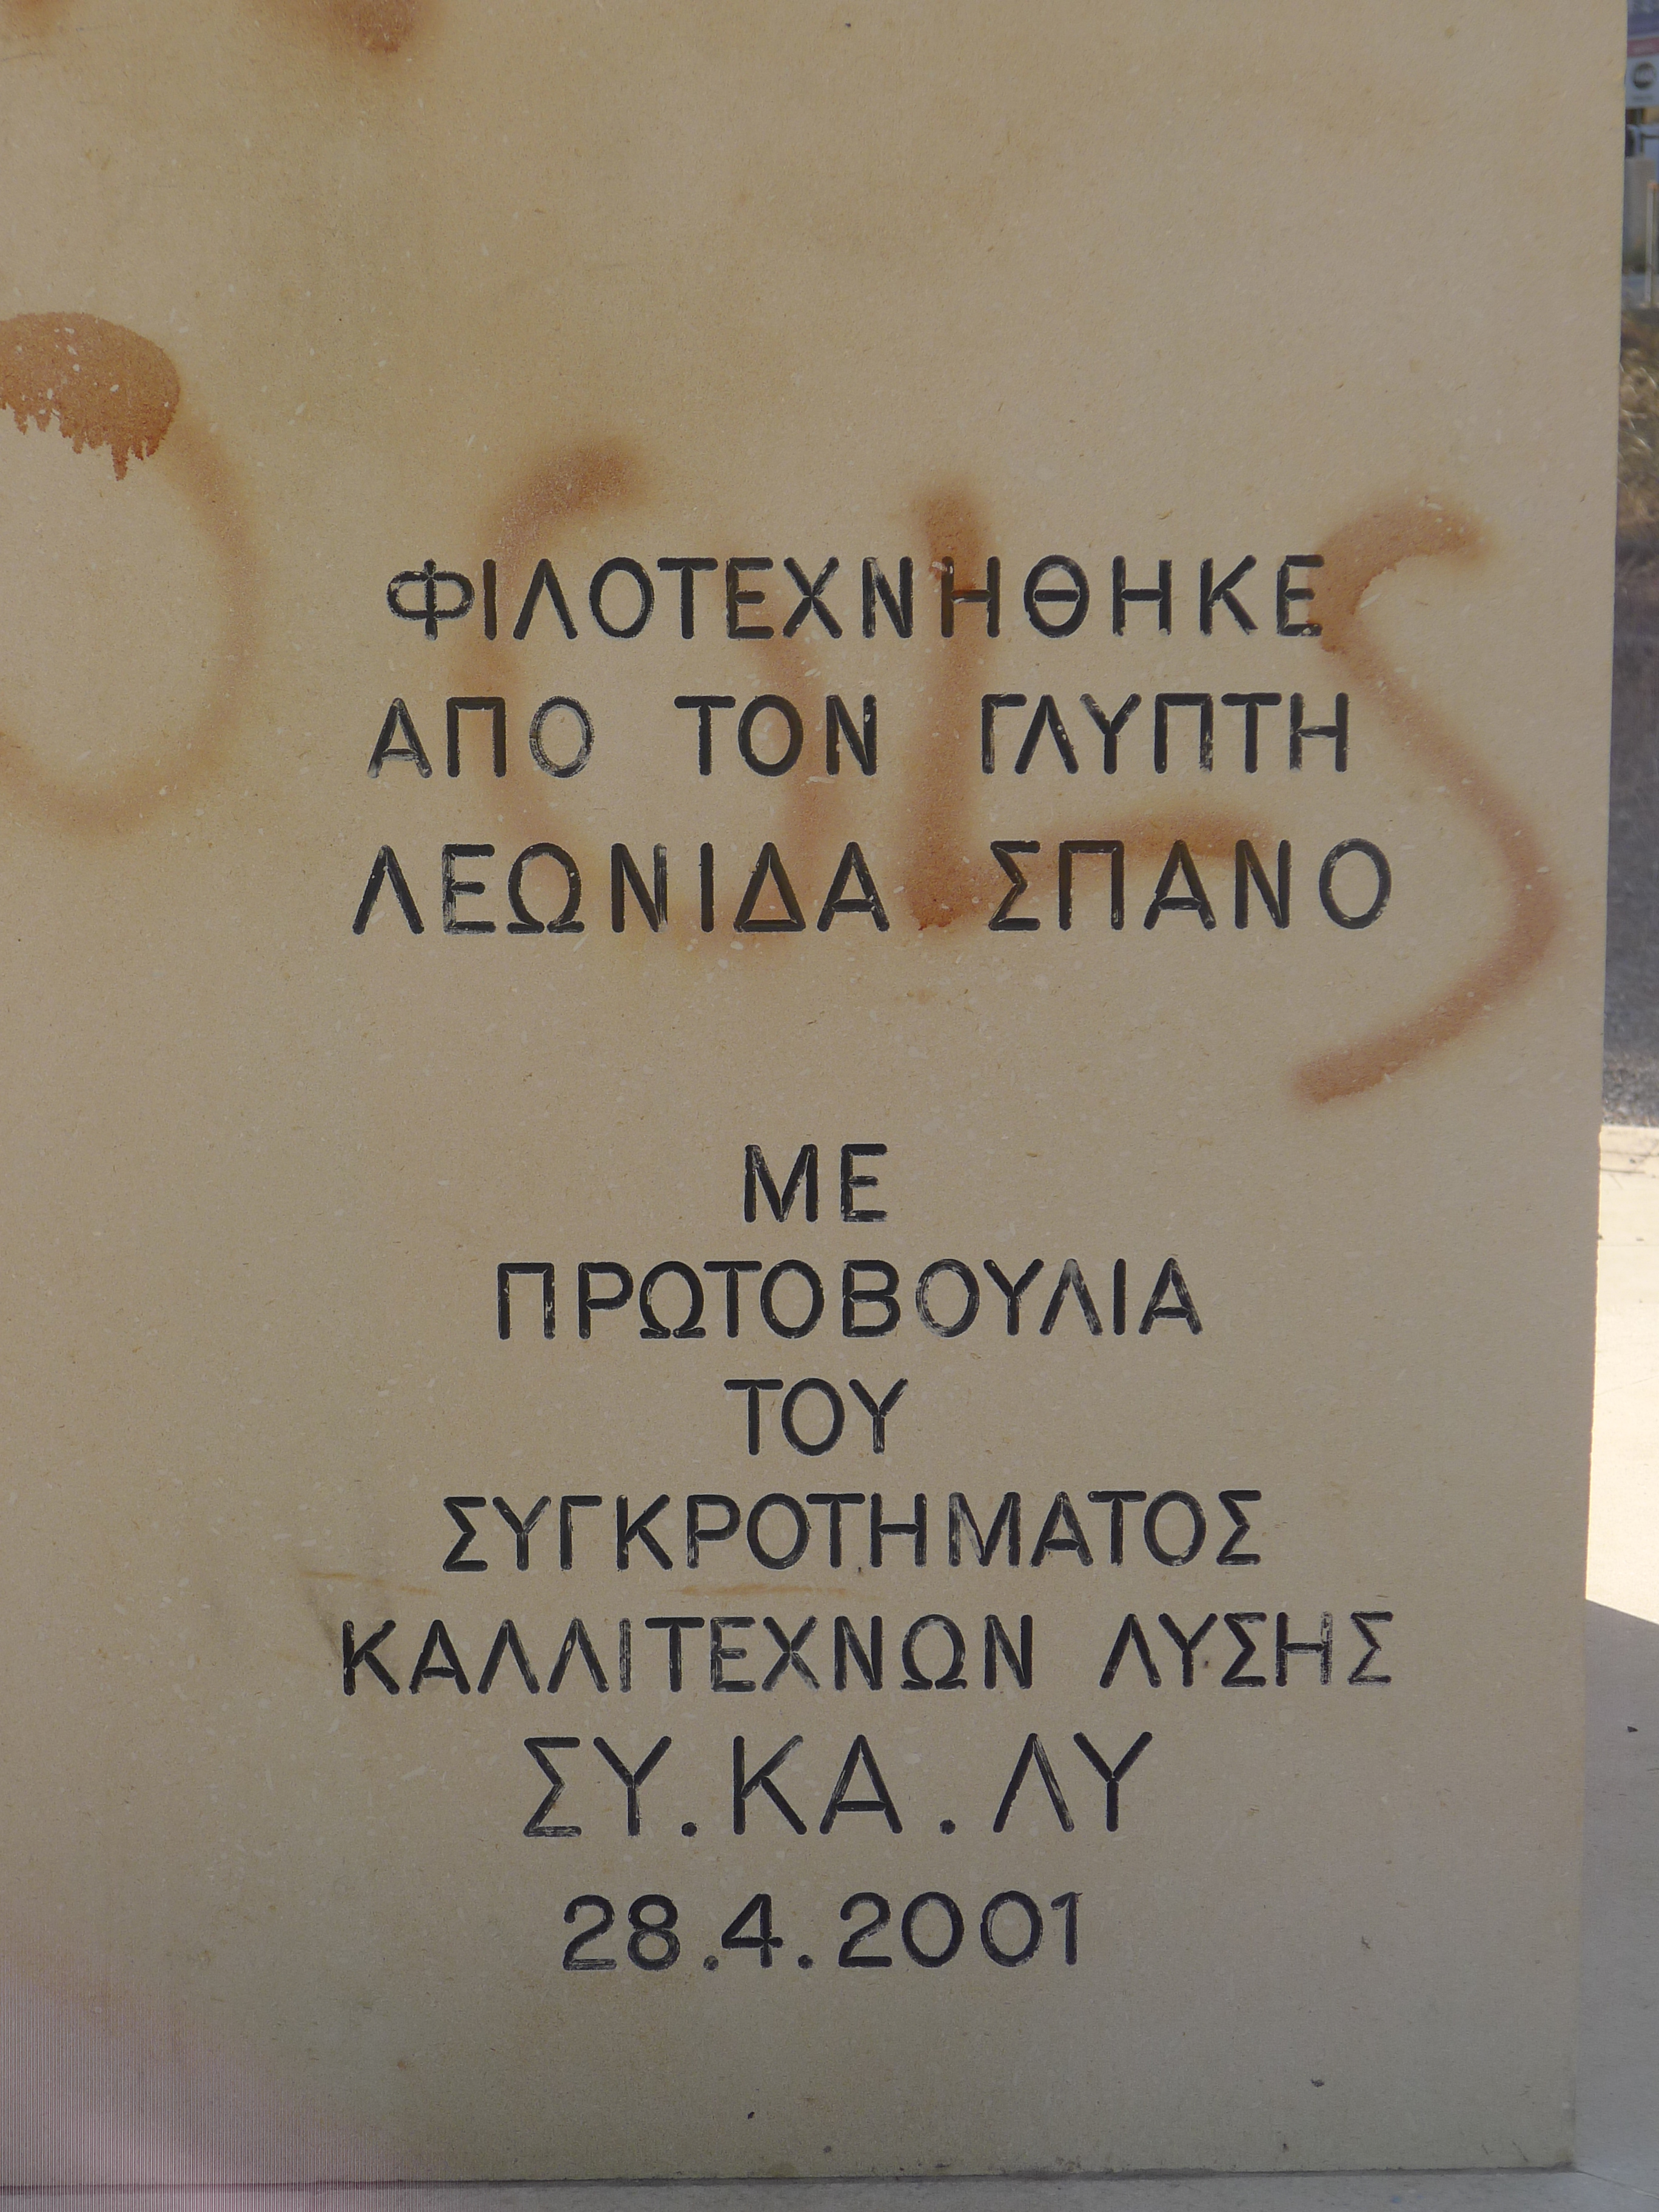 ΦΙΛΟΤΕΧΝΗΘΗΚΕ
ΑΠΟ ΤΟΝ ΓΛΥΠΤΗ
ΛΕΩΝΙΔΑ ΣΠΑΝΟ
ΜΕ
ΠΡΩΤΟΒΟΥΛΙΑ
ΤΟΥ
ΣΥΓΚΡΟΤΗΜΑΤΟΣ
ΚΑΛΛΙΤΕΧΝΩΝ ΛΥΣΗΣ
ΣΥ.ΚΑ.ΛΥ
28.4.2001